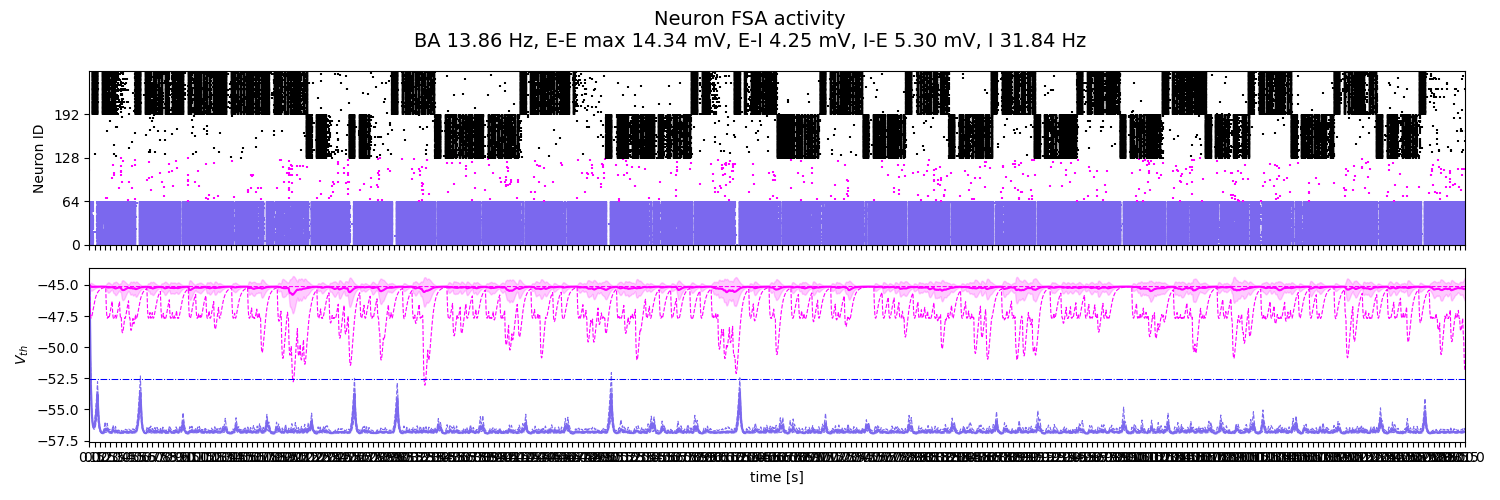 Neuron FSA activity
BA 13.86 Hz, E-E max 14.34 mV, E-I 4.25 mV, I-E 5.30 mV, I 31.84 Hz
Neuron ID
192
128
64
0
V_th
−45.0
−47.5
−50.0
−52.5
−55.0
−57.5
time [s]